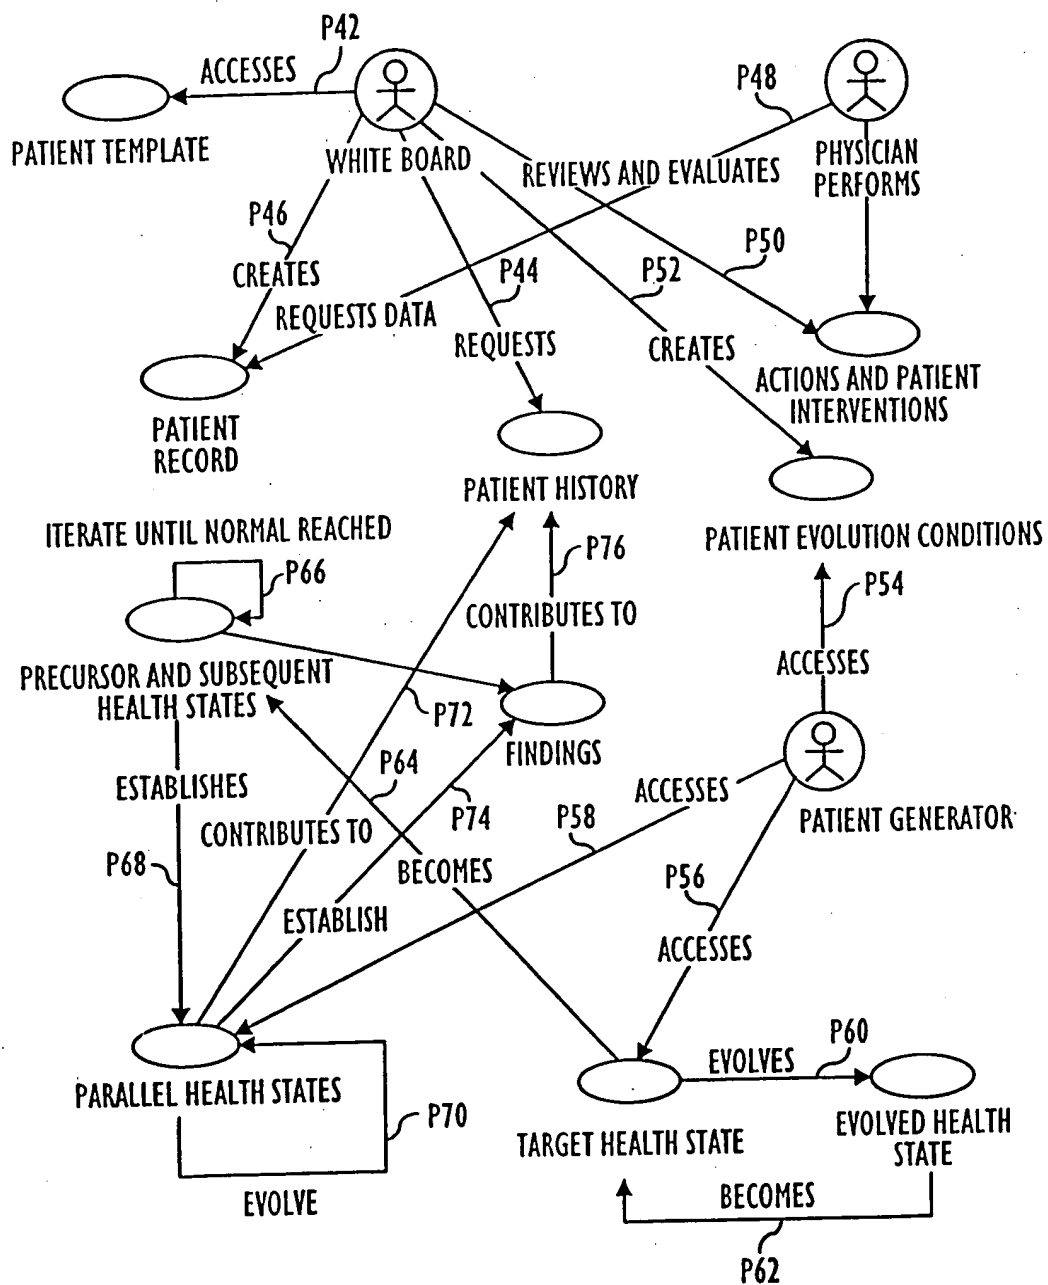 P42
ACCESSES
P48
PATIENT TEMPLATE
WHITE BOARD
REVIEWS AND EVALUATES
PHYSICIAN
PERFORMS
P46
P50
P44
P52
CREATES
REQUESTS DATA
REQUESTS
CREATES
ACTIONS AND PATIENT
INTERVENTIONS
PATIENT
RECORD
PATIENT HISTORY
ITERATE UNTIL NORMAL REACHED
PATIENT EVOLUTION CONDITIONS
P66
P76
P54
CONTRIBUTES TO
ACCESSES
PRECURSOR AND SUBSEQUENT
HEALTH STATES
P72
FINDINGS
P64
ESTABLISHES
ACCESSES
P74
P58
PATIENT GENERATOR
CONTRIBUTES TO
P68
BECOMES
P56
ESTABLISH
ACCESSES
P60
EVOLVES
PARALLEL HEALTH STATES
P70
TARGET HEALTH STATE
EVOLVED HEALTH
STATE
EVOLVE
BECOMES
P62